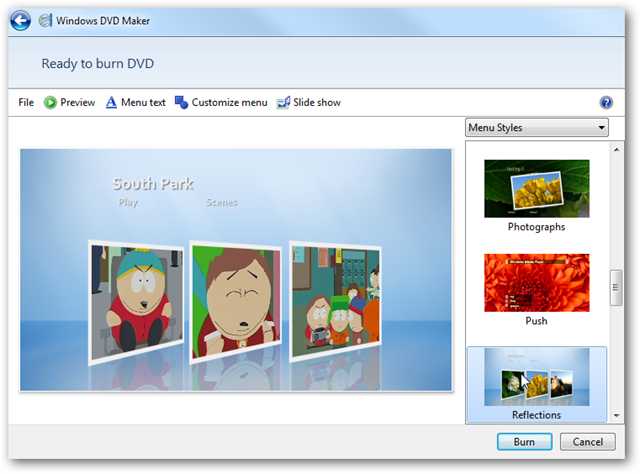 Windows DVD Maker
Ready to burn DVD
File Preview Menu text Customize menu Slide show
Menu Styles
South Park
Play Scenes
Photographs
Push
Reflections
Burn Cancel